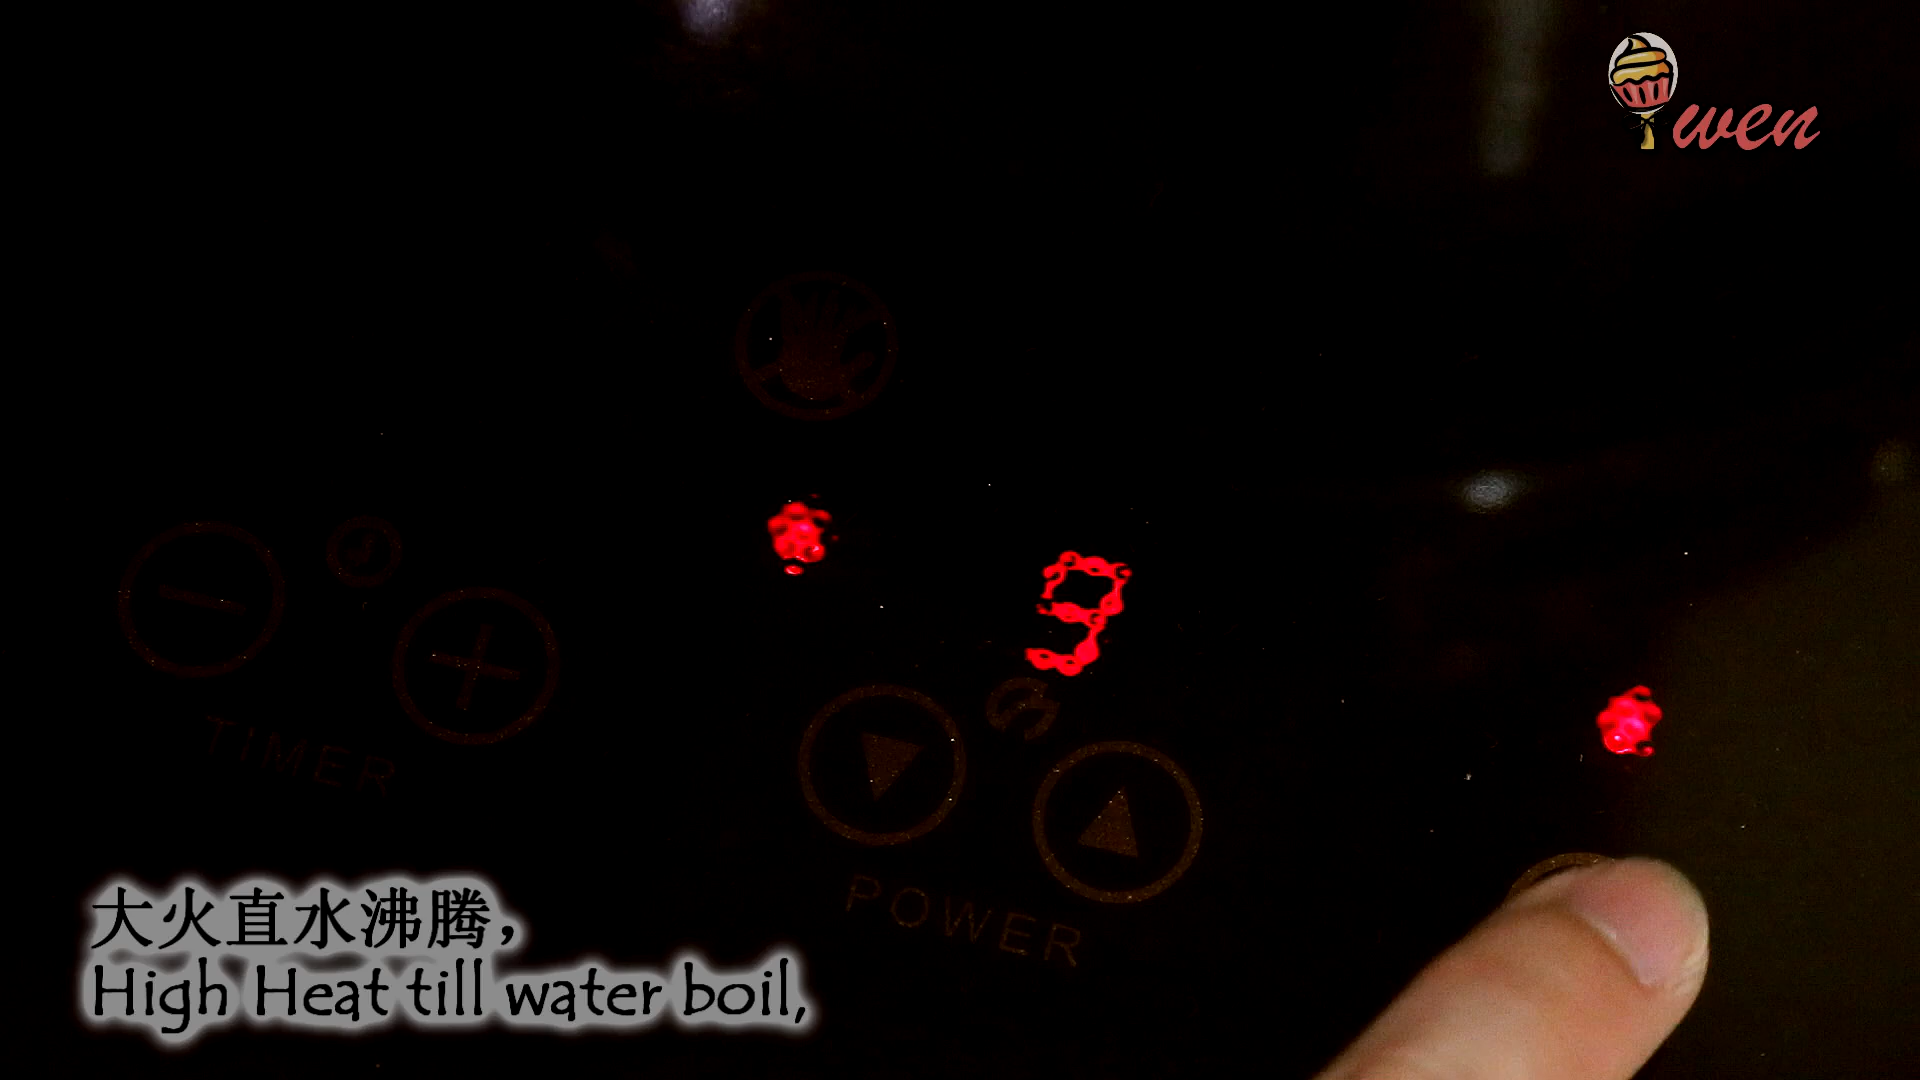 wen
9
TIMER
POWER
大火直水沸腾，
High Heat till water boil,